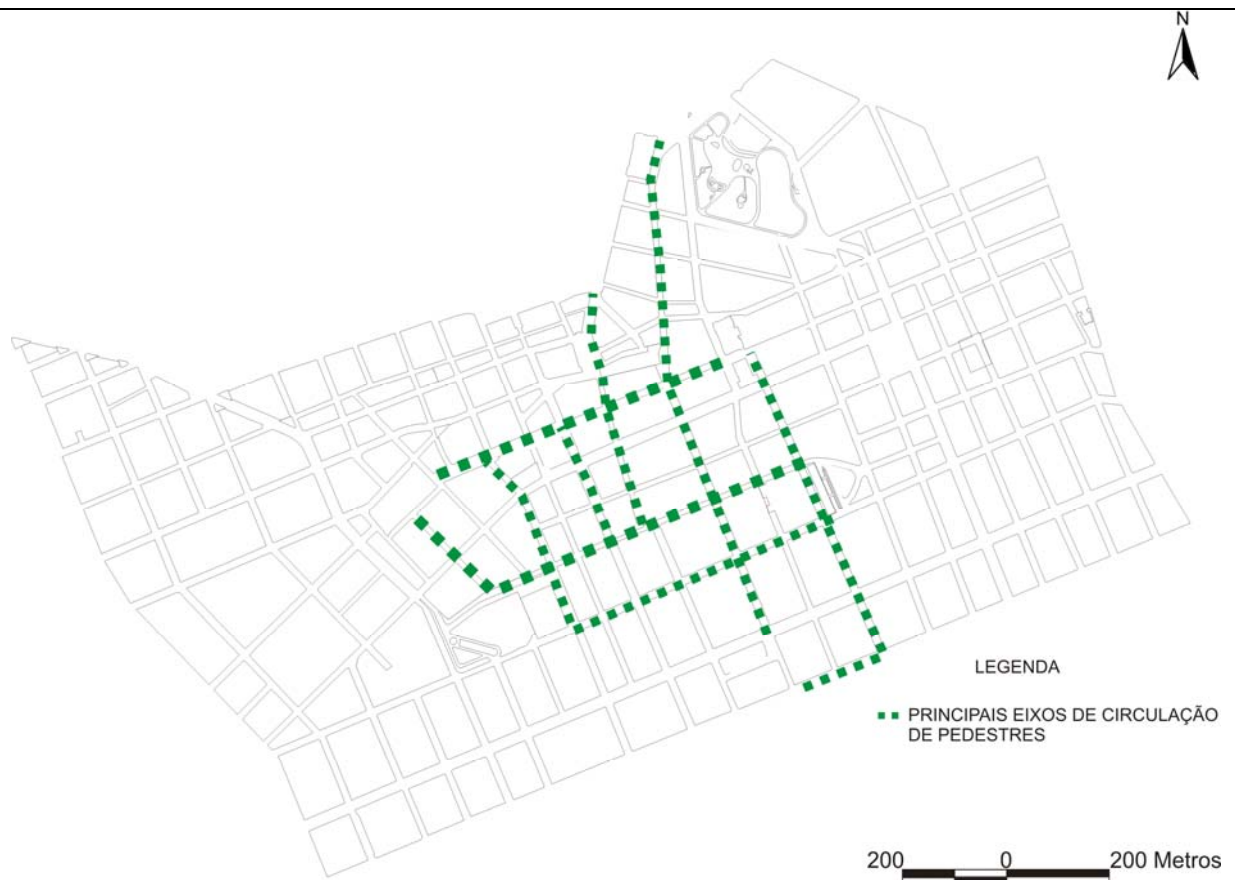 N
LEGENDA
PRINCIPAIS EIXOS DE CIRCULAÇÃO
DE PEDESTRES
200 0 200 Metros